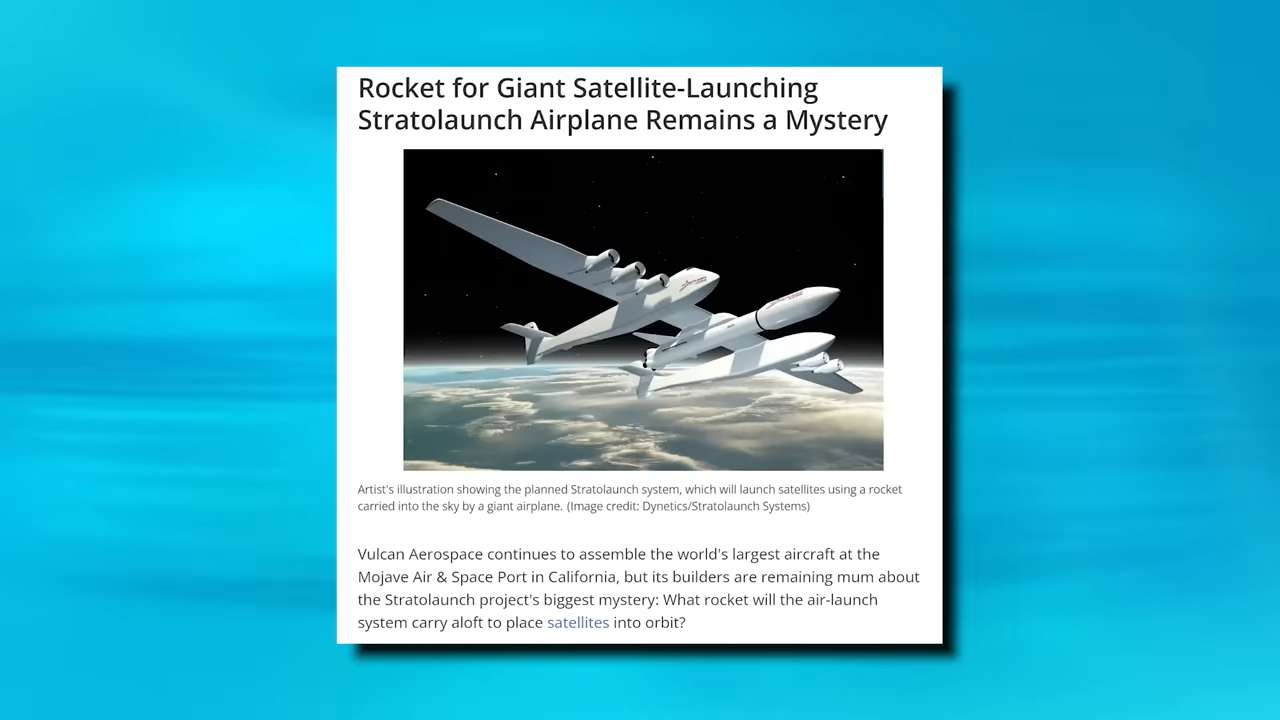 Rocket for Giant Satellite-Launching
Stratolaunch Airplane Remains a Mystery
Artist's illustration showing the planned Stratolaunch system, which will launch satellites using a rocket
carried into the sky by a giant airplane. (Image credit: Dynetics/Stratolaunch Systems)
Vulcan Aerospace continues to assemble the world's largest aircraft at the
Mojave Air & Space Port in California, but its builders are remaining mum about
the Stratolaunch project's biggest mystery: What rocket will the air-launch
system carry aloft to place satellites into orbit?